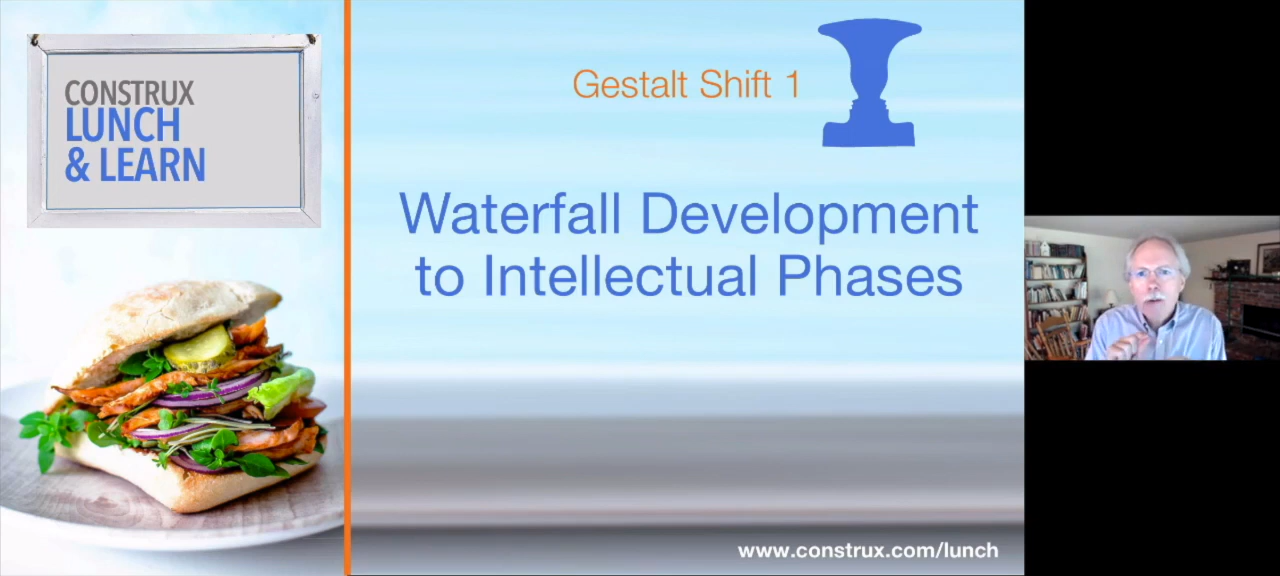 CONSTRUX
LUNCH
& LEARN
Gestalt Shift 1
Waterfall Development
to Intellectual Phases
www.construx.com/lunch